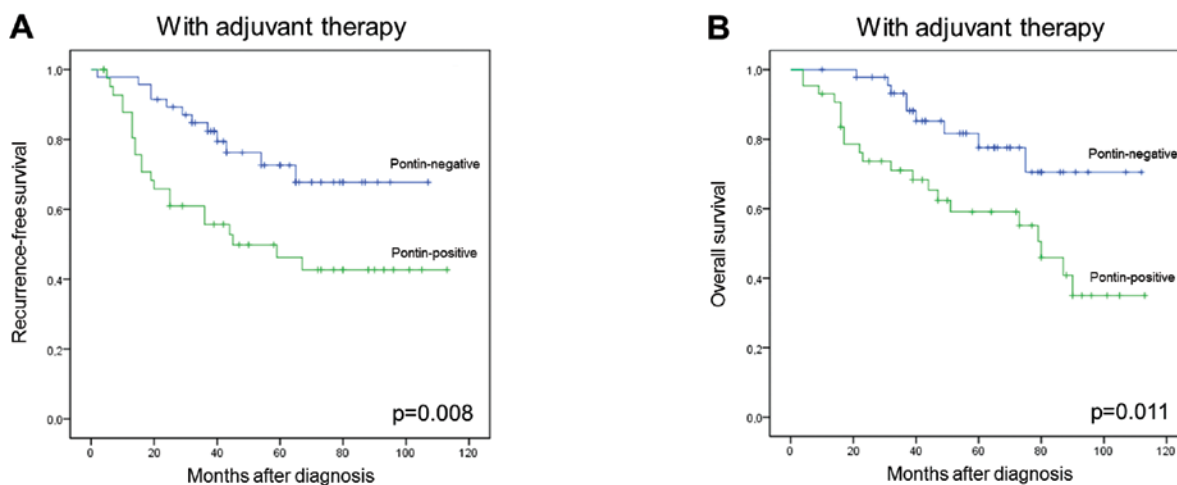 A
With adjuvant therapy
Recurrence-free survival
1,0
0,8
0,6
0,4
0,2
0,0
Pontin-negative
Pontin-positive
p=0.008
0 20 40 60 80 100 120
Months after diagnosis
B
With adjuvant therapy
Overall survival
1,0
0,8
0,6
0,4
0,2
0,0
Pontin-negative
Pontin-positive
p=0.011
0 20 40 60 80 100 120
Months after diagnosis